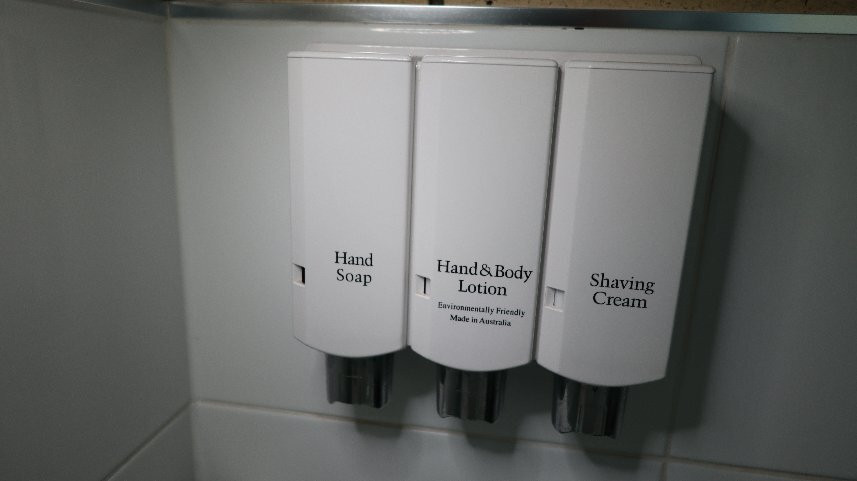 Hand
Soap
Hand & Body
Lotion
Environmentally Friendly
Made in Australia
Shaving
Cream